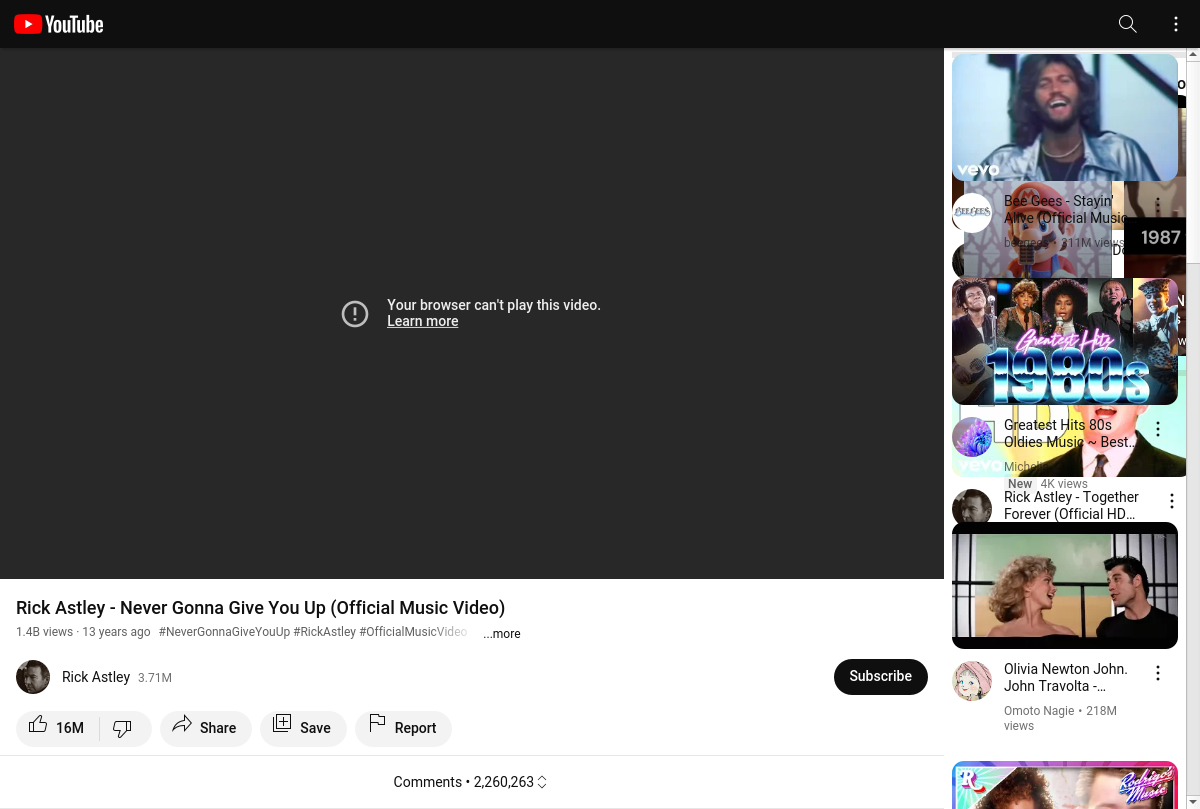 YouTube
Your browser can't play this video.
Learn more
Rick Astley - Never Gonna Give You Up (Official Music Video)
1.4B views · 13 years ago #NeverGonnaGiveYouUp #RickAstley #OfficialMusicVideo ...more
Rick Astley 3.71M
Subscribe
16M
Share
Save
Report
Comments • 2,260,263
vevo
Bee Gees - Stayin'
Alive (Official Music
beegees • 311M views
1987
Greatest Hits
1980s
Greatest Hits 80s
Oldies Music ~ Best...
New 4K views
vevo
Rick Astley - Together
Forever (Official HD...
Olivia Newton John.
John Travolta -...
Omoto Nagie • 218M
views
R
Rodrigo's
Music